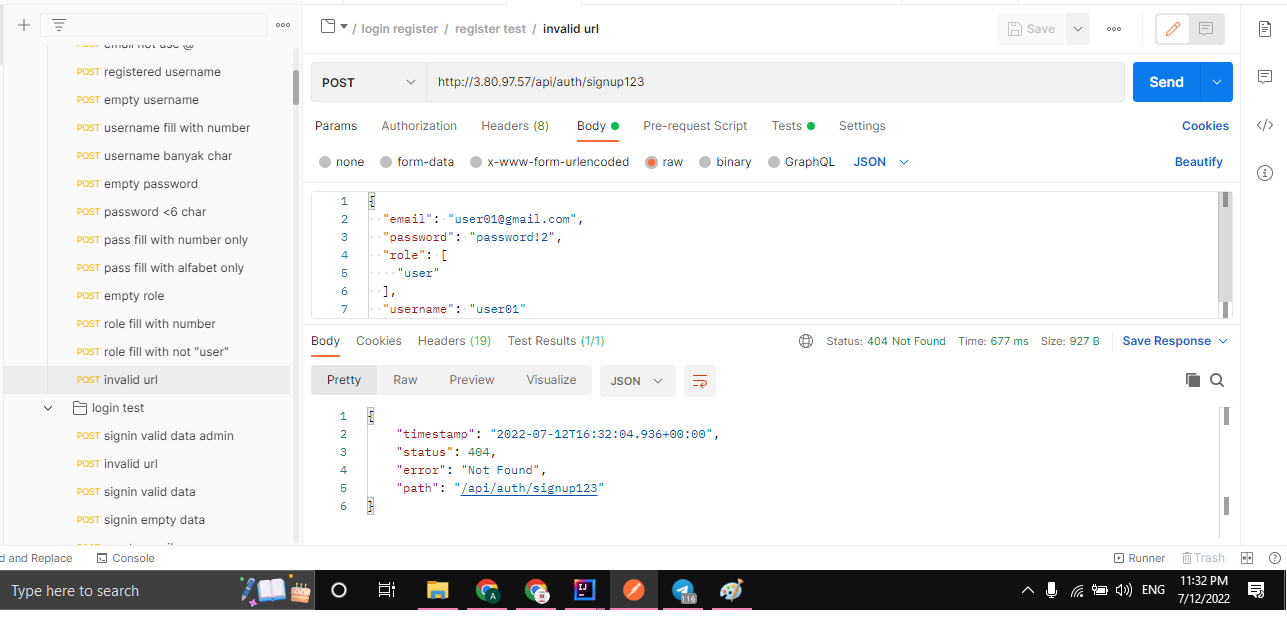 / login register / register test / invalid url
Save
POST
http://3.80.97.57/api/auth/signup123
Send
Params Authorization Headers (8) Body Pre-request Script Tests Settings Cookies
none form-data x-www-form-urlencoded raw binary GraphQL JSON Beautify
1 {
2 "email": "user01@gmail.com",
3 "password": "password!2",
4 "role": [
5 "user"
6 ],
7 "username": "user01"
Body Cookies Headers (19) Test Results (1/1) Status: 404 Not Found Time: 677 ms Size: 927 B Save Response
Pretty Raw Preview Visualize JSON
1 {
2 "timestamp": "2022-07-12T16:32:04.936+00:00",
3 "status": 404,
4 "error": "Not Found",
5 "path": "/api/auth/signup123"
6 }
POST email not use @
POST registered username
POST empty username
POST username fill with number
POST username banyak char
POST empty password
POST password <6 char
POST pass fill with number only
POST pass fill with alfabet only
POST empty role
POST role fill with number
POST role fill with not "user"
POST invalid url
login test
POST signin valid data admin
POST invalid url
POST signin valid data
POST signin empty data
d and Replace Console Runner Trash
Type here to search
A
116
ENG
11:32 PM
7/12/2022